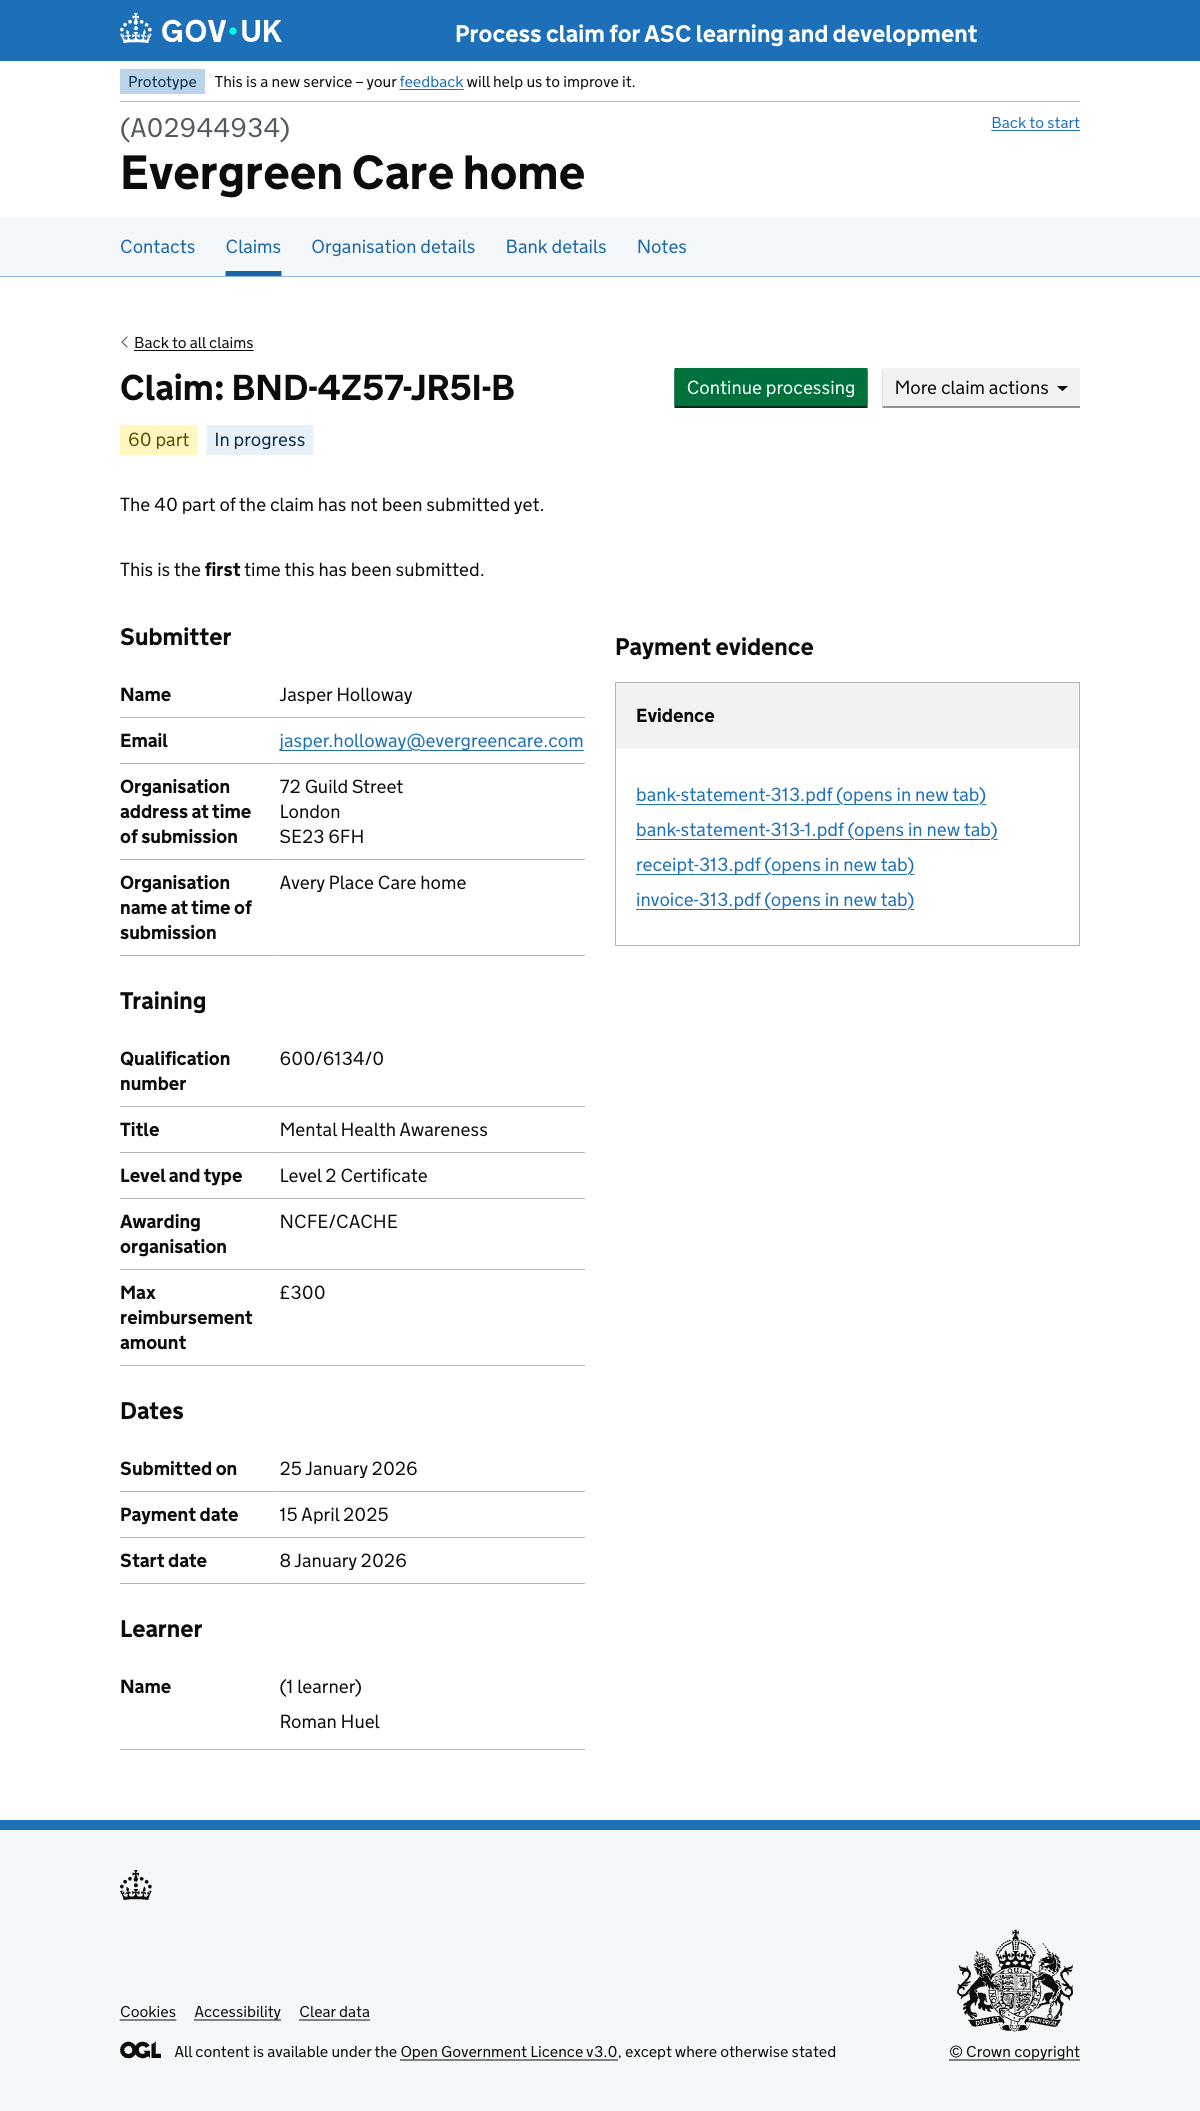 GOV·UK
Process claim for ASC learning and development
Prototype This is a new service – your feedback will help us to improve it.
(A02944934)
Back to start
Evergreen Care home
Contacts Claims Organisation details Bank details Notes
Back to all claims
Claim: BND-4Z57-JR5I-B
Continue processing
More claim actions
60 part In progress
The 40 part of the claim has not been submitted yet.
This is the first time this has been submitted.
Submitter
Name Jasper Holloway
Email jasper.holloway@evergreencare.com
Organisation address at time of submission
72 Guild Street
London
SE23 6FH
Organisation name at time of submission
Avery Place Care home
Payment evidence
Evidence
bank-statement-313.pdf (opens in new tab)
bank-statement-313-1.pdf (opens in new tab)
receipt-313.pdf (opens in new tab)
invoice-313.pdf (opens in new tab)
Training
Qualification number 600/6134/0
Title Mental Health Awareness
Level and type Level 2 Certificate
Awarding organisation NCFE/CACHE
Max reimbursement amount £300
Dates
Submitted on 25 January 2026
Payment date 15 April 2025
Start date 8 January 2026
Learner
Name (1 learner)
Roman Huel
Cookies Accessibility Clear data
OGL All content is available under the Open Government Licence v3.0, except where otherwise stated
© Crown copyright